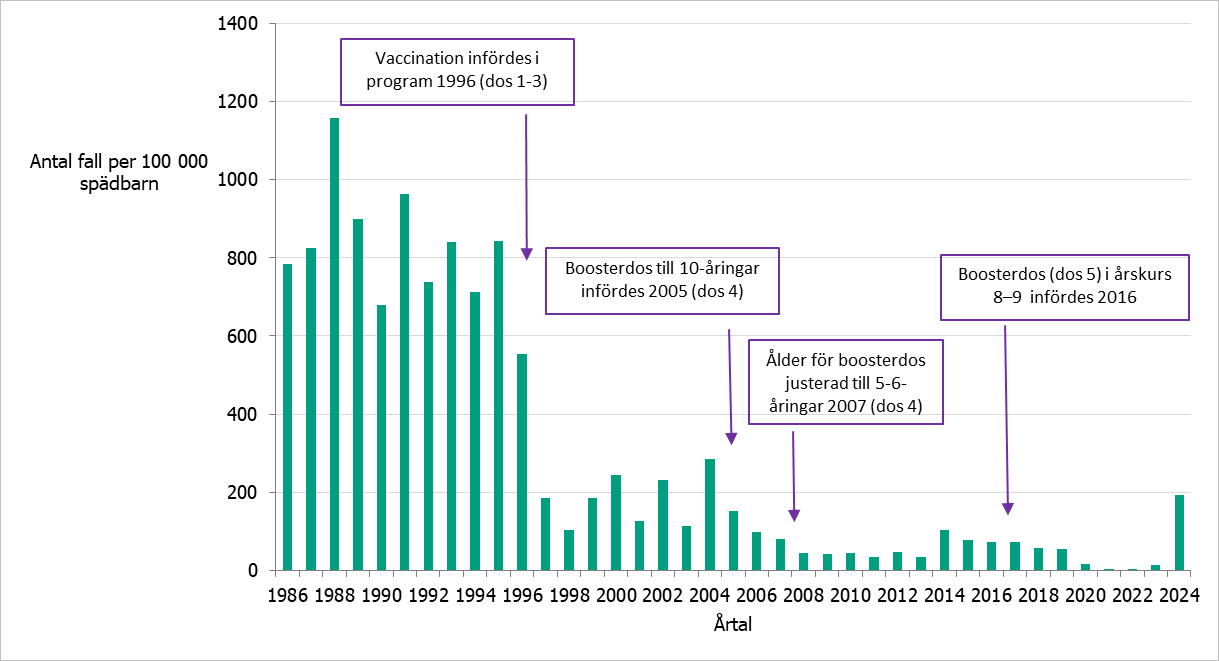 1400
1200
1000
800
600
400
200
0
Antal fall per 100 000
spädbarn
Vaccination infördes i
program 1996 (dos 1-3)
Boosterdos till 10-åringar
infördes 2005 (dos 4)
Ålder för boosterdos
justerad till 5-6-
åringar 2007 (dos 4)
Boosterdos (dos 5) i årskurs
8–9 infördes 2016
1986 1988 1990 1992 1994 1996 1998 2000 2002 2004 2006 2008 2010 2012 2014 2016 2018 2020 2022 2024
Årtal